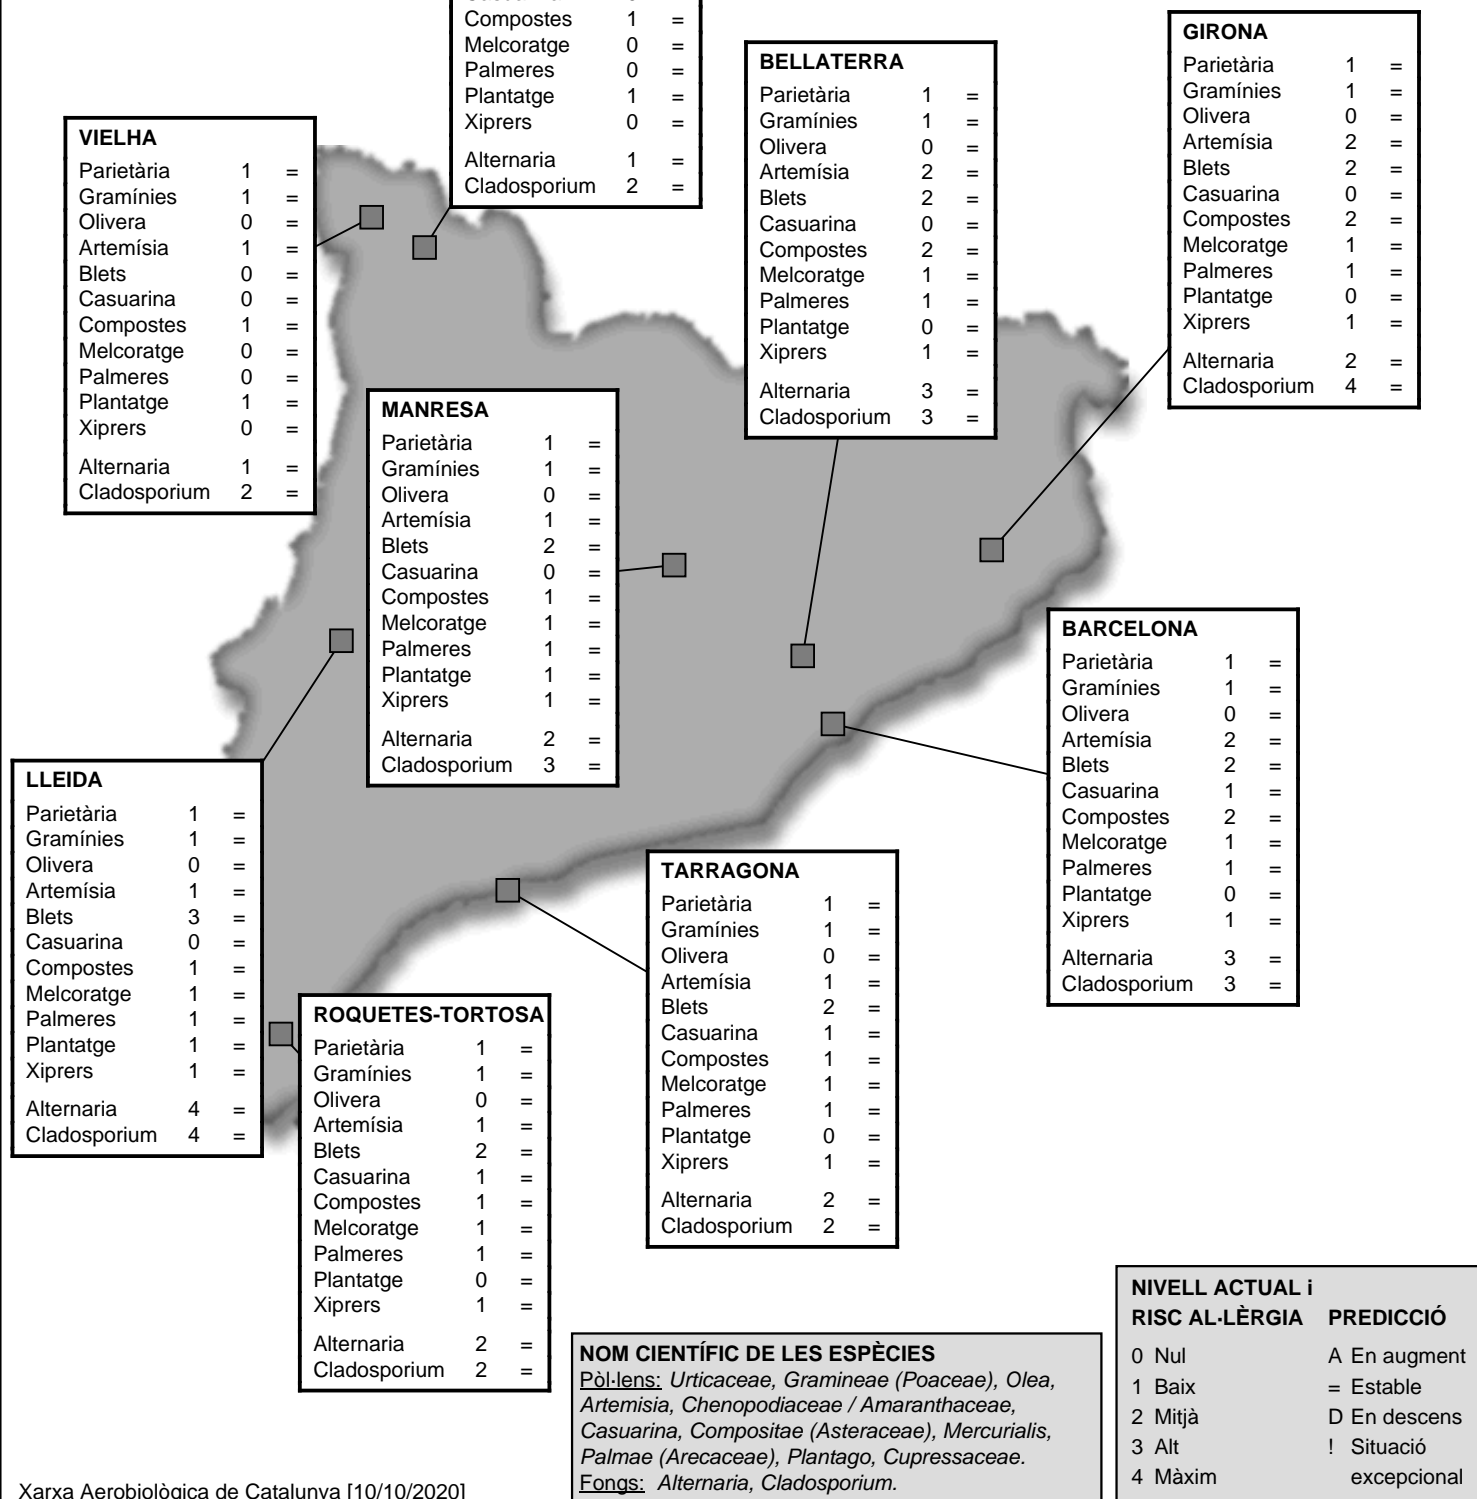 Compostes 1 =
Melcoratge 0 =
Palmeres 0 =
Plantatge 1 =
Xiprers 0 =
Alternaria 1 =
Cladosporium 2 =
VIELHA
Parietària 1 =
Gramínies 1 =
Olivera 0 =
Artemísia 1 =
Blets 0 =
Casuarina 0 =
Compostes 1 =
Melcoratge 0 =
Palmeres 0 =
Plantatge 1 =
Xiprers 0 =
Alternaria 1 =
Cladosporium 2 =
BELLATERRA
Parietària 1 =
Gramínies 1 =
Olivera 0 =
Artemísia 2 =
Blets 2 =
Casuarina 0 =
Compostes 2 =
Melcoratge 1 =
Palmeres 1 =
Plantatge 0 =
Xiprers 1 =
Alternaria 3 =
Cladosporium 3 =
GIRONA
Parietària 1 =
Gramínies 1 =
Olivera 0 =
Artemísia 2 =
Blets 2 =
Casuarina 0 =
Compostes 2 =
Melcoratge 1 =
Palmeres 1 =
Plantatge 0 =
Xiprers 1 =
Alternaria 2 =
Cladosporium 4 =
MANRESA
Parietària 1 =
Gramínies 1 =
Olivera 0 =
Artemísia 1 =
Blets 2 =
Casuarina 0 =
Compostes 1 =
Melcoratge 1 =
Palmeres 1 =
Plantatge 1 =
Xiprers 1 =
Alternaria 2 =
Cladosporium 3 =
BARCELONA
Parietària 1 =
Gramínies 1 =
Olivera 0 =
Artemísia 2 =
Blets 2 =
Casuarina 1 =
Compostes 2 =
Melcoratge 1 =
Palmeres 1 =
Plantatge 0 =
Xiprers 1 =
Alternaria 3 =
Cladosporium 3 =
LLEIDA
Parietària 1 =
Gramínies 1 =
Olivera 0 =
Artemísia 1 =
Blets 3 =
Casuarina 0 =
Compostes 1 =
Melcoratge 1 =
Palmeres 1 =
Plantatge 1 =
Xiprers 1 =
Alternaria 4 =
Cladosporium 4 =
TARRAGONA
Parietària 1 =
Gramínies 1 =
Olivera 0 =
Artemísia 1 =
Blets 2 =
Casuarina 1 =
Compostes 1 =
Melcoratge 1 =
Palmeres 1 =
Plantatge 0 =
Xiprers 1 =
Alternaria 2 =
Cladosporium 2 =
ROQUETES-TORTOSA
Parietària 1 =
Gramínies 1 =
Olivera 0 =
Artemísia 1 =
Blets 2 =
Casuarina 1 =
Compostes 1 =
Melcoratge 1 =
Palmeres 1 =
Plantatge 0 =
Xiprers 1 =
Alternaria 2 =
Cladosporium 2 =
NOM CIENTÍFIC DE LES ESPÈCIES
Pòl·lens: Urticaceae, Gramineae (Poaceae), Olea,
Artemisia, Chenopodiaceae / Amaranthaceae,
Casuarina, Compositae (Asteraceae), Mercurialis,
Palmae (Arecaceae), Plantago, Cupressaceae.
Fongs: Alternaria, Cladosporium.
NIVELL ACTUAL i
RISC AL·LÈRGIA PREDICCIÓ
0 Nul A En augment
1 Baix = Estable
2 Mitjà D En descens
3 Alt ! Situació
4 Màxim excepcional
Xarxa Aerobiològica de Catalunya [10/10/2020]